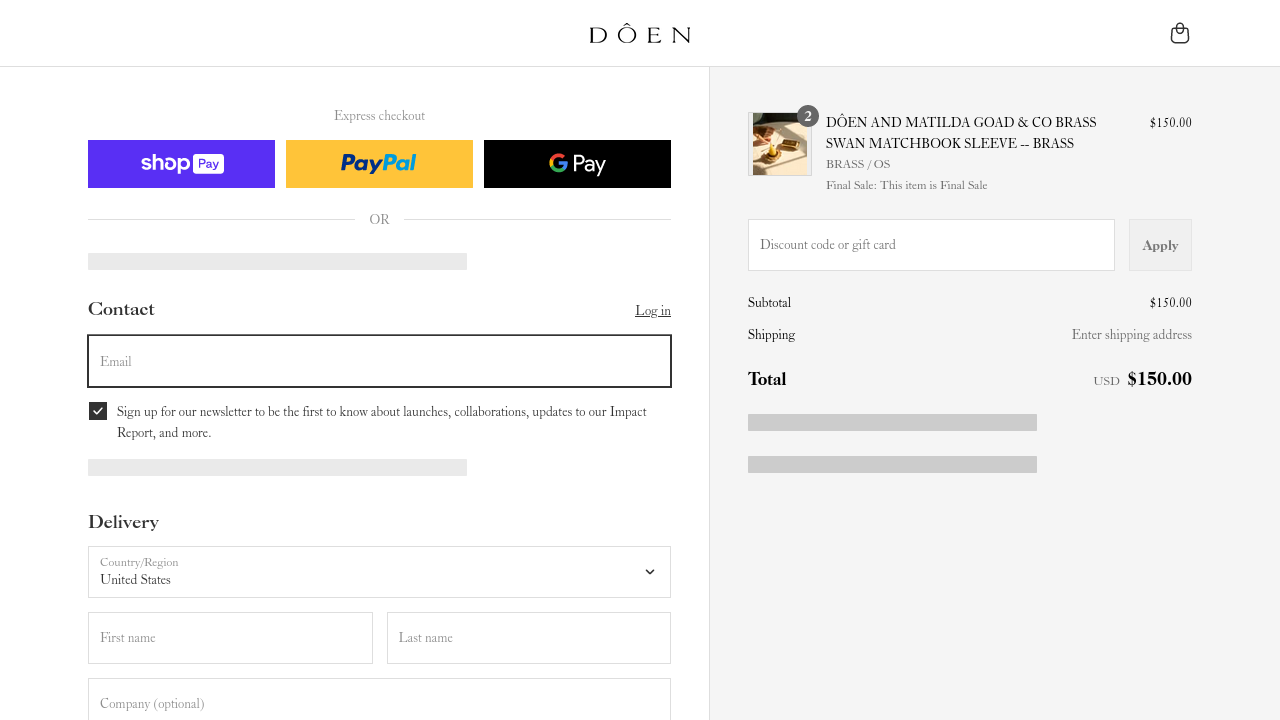 DÔEN
Express checkout
shop Pay
PayPal
G Pay
OR
Contact
Log in
Email
Sign up for our newsletter to be the first to know about launches, collaborations, updates to our Impact
Report, and more.
Delivery
Country/Region
United States
First name
Last name
Company (optional)
2
DÔEN AND MATILDA GOAD & CO BRASS
SWAN MATCHBOOK SLEEVE -- BRASS
$150.00
BRASS / OS
Final Sale: This item is Final Sale
Discount code or gift card
Apply
Subtotal
$150.00
Shipping
Enter shipping address
Total
USD $150.00